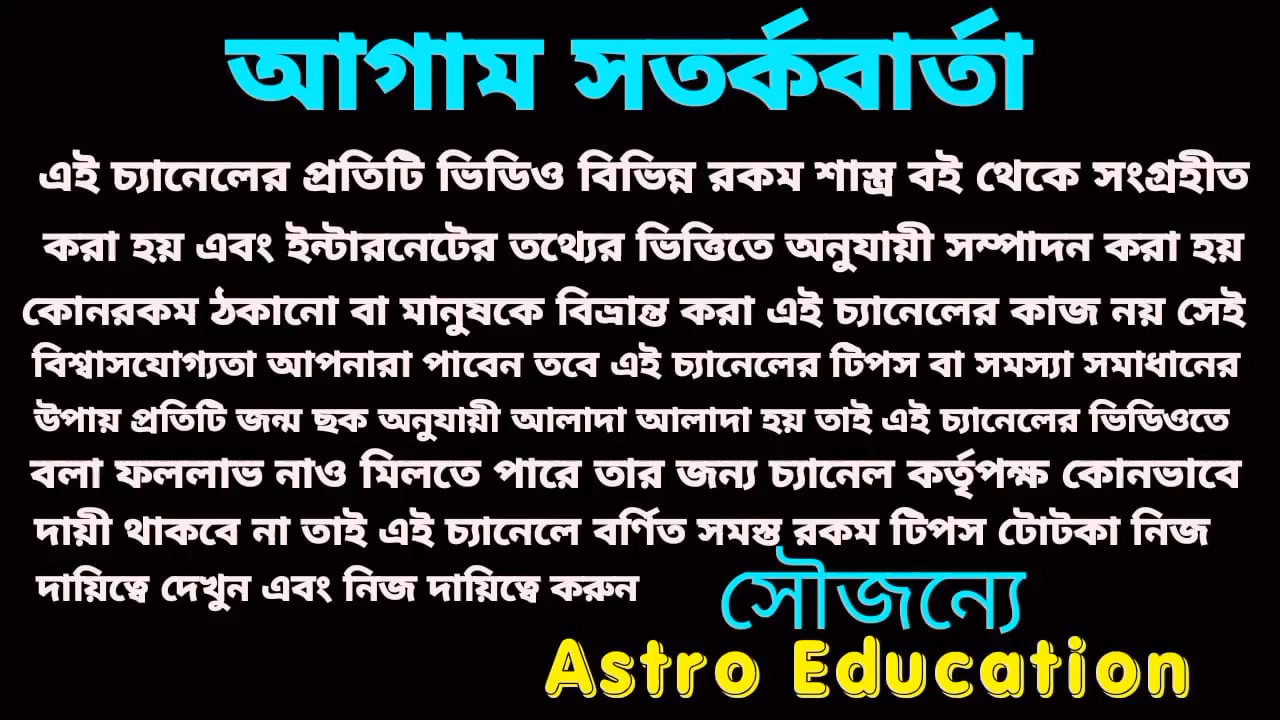 আগাম সতর্কবার্তা
এই চ্যানেলের প্রতিটি ভিডিও বিভিন্ন রকম শাস্ত্র বই থেকে সংগ্রহীত
করা হয় এবং ইন্টারনেটের তথ্যের ভিত্তিতে অনুযায়ী সম্পাদন করা হয়
কোনরকম ঠকানো বা মানুষকে বিভ্রান্ত করা এই চ্যানেলের কাজ নয় সেই
বিশ্বাসযোগ্যতা আপনারা পাবেন তবে এই চ্যানেলের টিপস বা সমস্যা সমাধানের
উপায় প্রতিটি জন্ম ছক অনুযায়ী আলাদা আলাদা হয় তাই এই চ্যানেলের ভিডিওতে
বলা ফললাভ নাও মিলতে পারে তার জন্য চ্যানেল কর্তৃপক্ষ কোনভাবে
দায়ী থাকবে না তাই এই চ্যানেলে বর্ণিত সমস্ত রকম টিপস টোটকা নিজ
দায়িত্বে দেখুন এবং নিজ দায়িত্বে করুন
সৌজন্যে
Astro Education